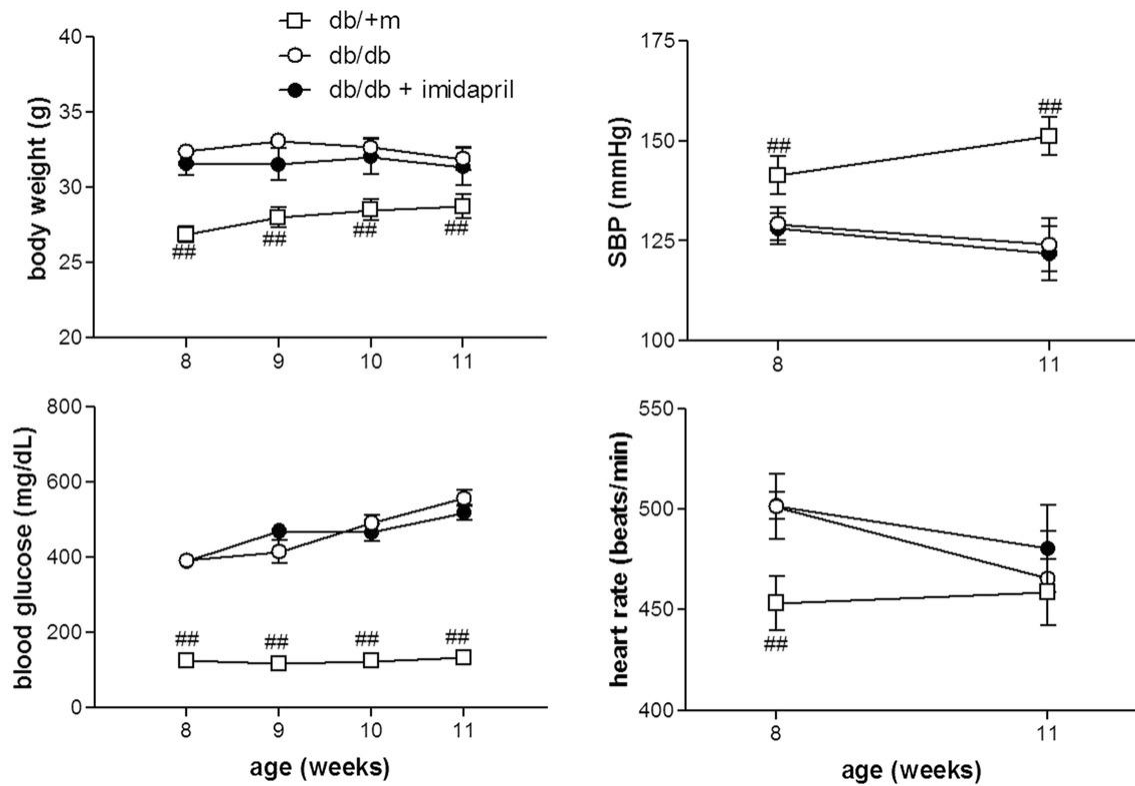 db/+m
db/db
db/db + imidapril
body weight (g)
40
35
30
25
20
## ## ## ##
8 9 10 11
SBP (mmHg)
175
150
125
100
## ##
8 11
blood glucose (mg/dL)
800
600
400
200
0
## ## ## ##
8 9 10 11
age (weeks)
heart rate (beats/min)
550
500
450
400
##
8 11
age (weeks)